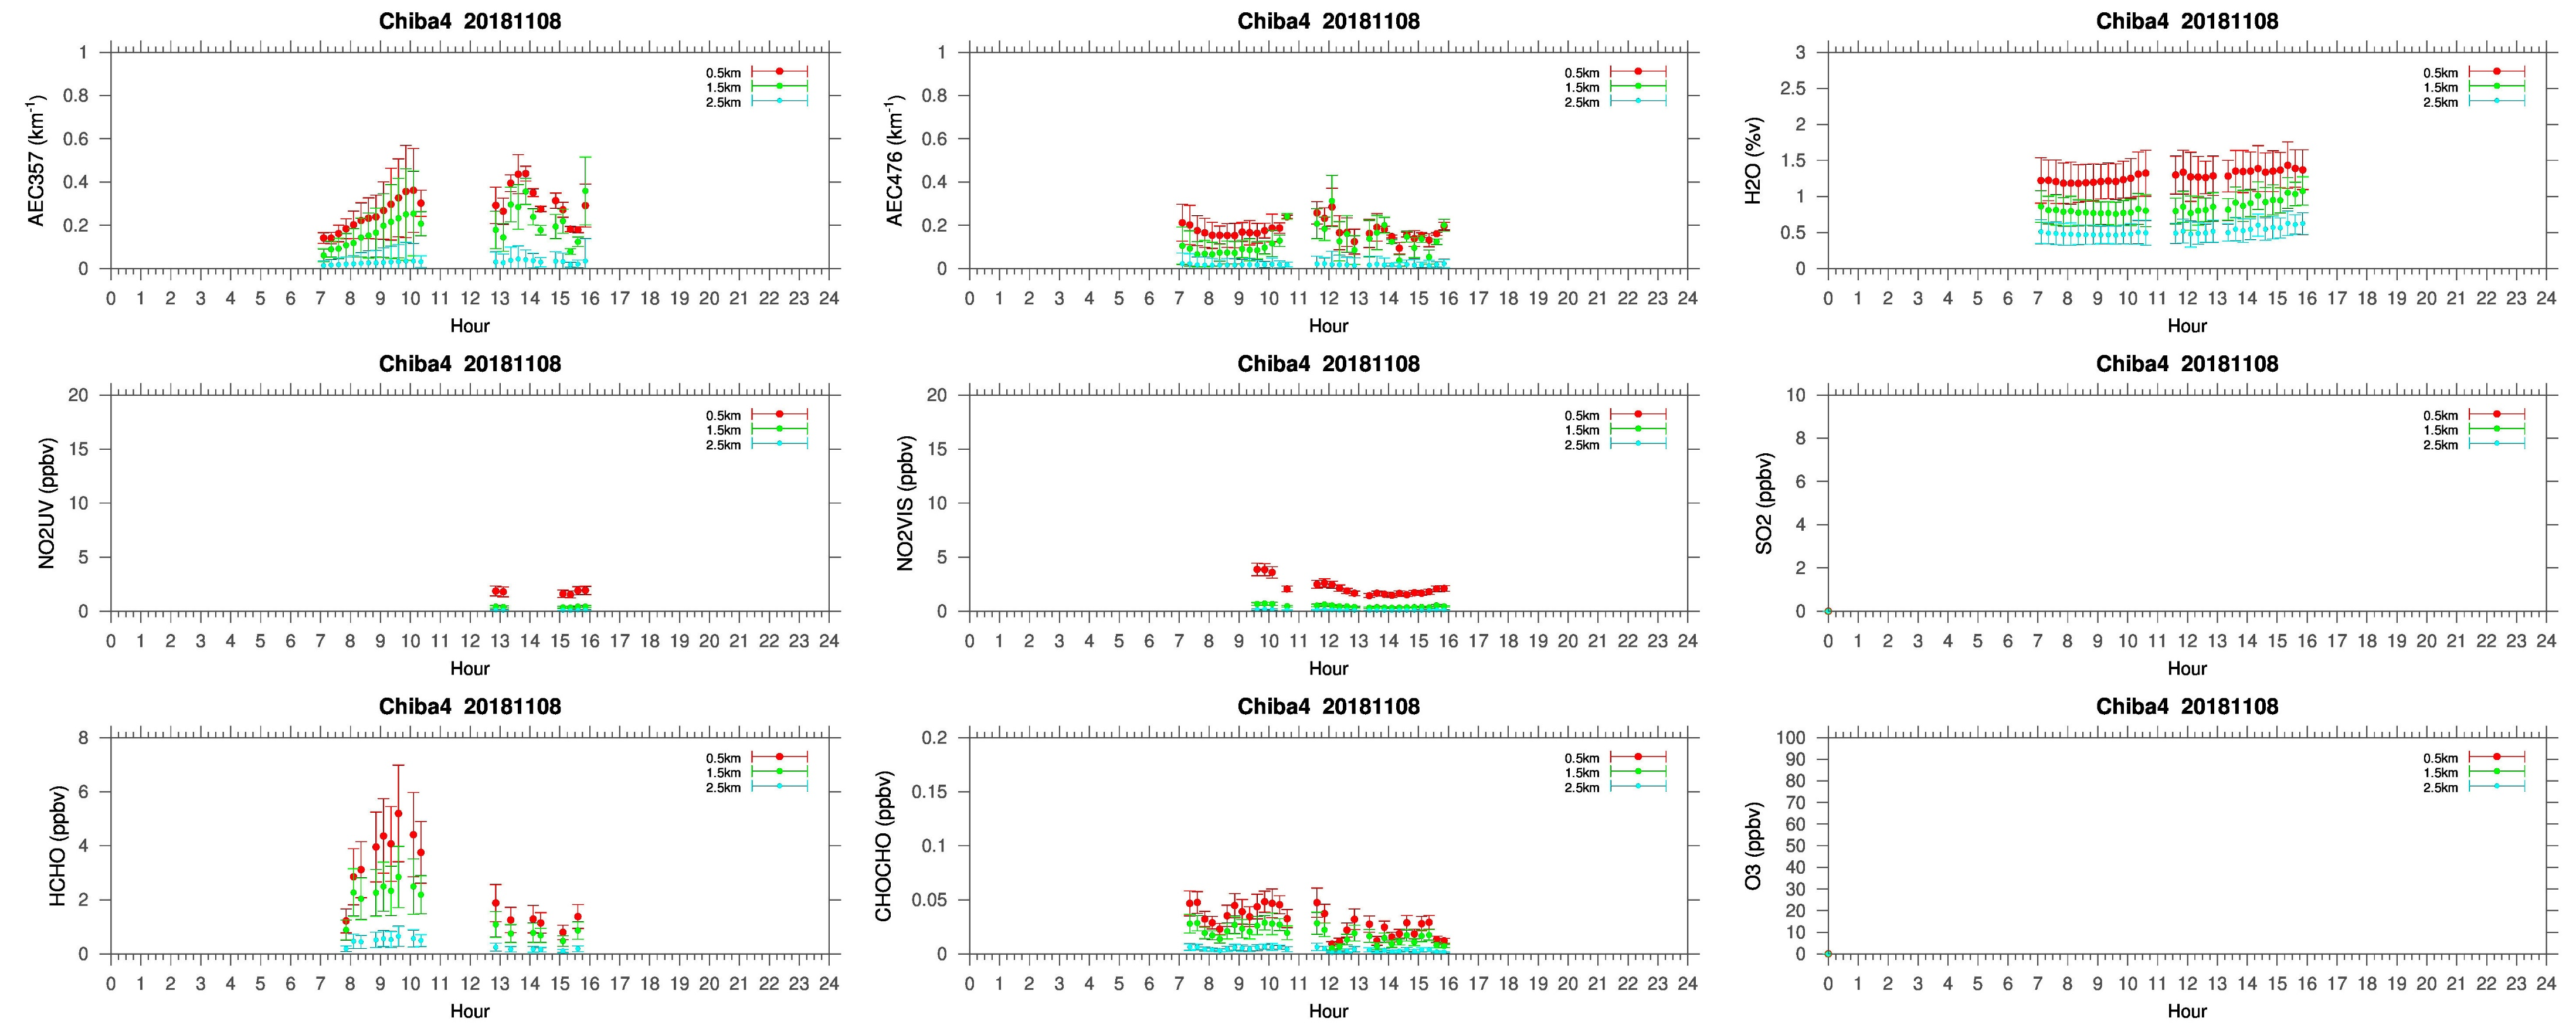 Chiba4 20181108
AEC357 (km-1)
1
0.8
0.6
0.4
0.2
0
0.5km
1.5km
2.5km
0 1 2 3 4 5 6 7 8 9 10 11 12 13 14 15 16 17 18 19 20 21 22 23 24
Hour
Chiba4 20181108
AEC476 (km-1)
1
0.8
0.6
0.4
0.2
0
0.5km
1.5km
2.5km
0 1 2 3 4 5 6 7 8 9 10 11 12 13 14 15 16 17 18 19 20 21 22 23 24
Hour
Chiba4 20181108
H2O (%v)
3
2.5
2
1.5
1
0.5
0
0.5km
1.5km
2.5km
0 1 2 3 4 5 6 7 8 9 10 11 12 13 14 15 16 17 18 19 20 21 22 23 24
Hour
Chiba4 20181108
NO2UV (ppbv)
20
15
10
5
0
0.5km
1.5km
2.5km
0 1 2 3 4 5 6 7 8 9 10 11 12 13 14 15 16 17 18 19 20 21 22 23 24
Hour
Chiba4 20181108
NO2VIS (ppbv)
20
15
10
5
0
0.5km
1.5km
2.5km
0 1 2 3 4 5 6 7 8 9 10 11 12 13 14 15 16 17 18 19 20 21 22 23 24
Hour
Chiba4 20181108
SO2 (ppbv)
10
8
6
4
2
0
0.5km
1.5km
2.5km
0 1 2 3 4 5 6 7 8 9 10 11 12 13 14 15 16 17 18 19 20 21 22 23 24
Hour
Chiba4 20181108
HCHO (ppbv)
8
6
4
2
0
0.5km
1.5km
2.5km
0 1 2 3 4 5 6 7 8 9 10 11 12 13 14 15 16 17 18 19 20 21 22 23 24
Hour
Chiba4 20181108
CHOCHO (ppbv)
0.2
0.15
0.1
0.05
0
0.5km
1.5km
2.5km
0 1 2 3 4 5 6 7 8 9 10 11 12 13 14 15 16 17 18 19 20 21 22 23 24
Hour
Chiba4 20181108
O3 (ppbv)
100
90
80
70
60
50
40
30
20
10
0
0.5km
1.5km
2.5km
0 1 2 3 4 5 6 7 8 9 10 11 12 13 14 15 16 17 18 19 20 21 22 23 24
Hour